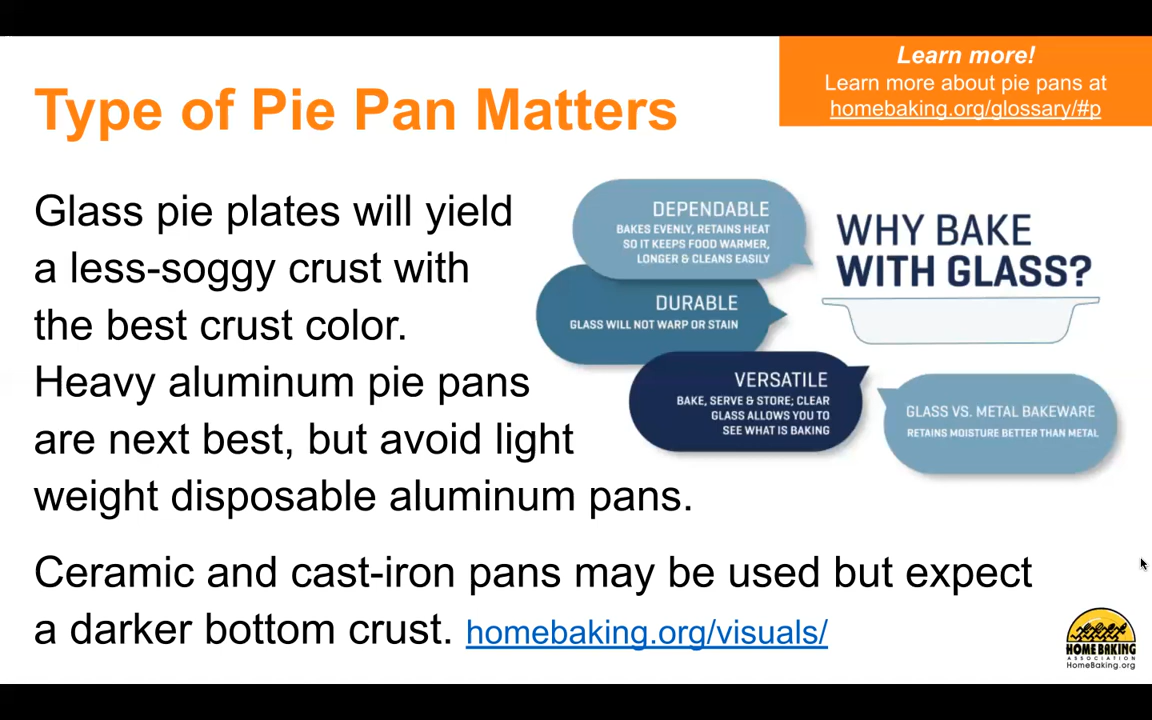 Learn more!
Learn more about pie pans at
homebaking.org/glossary/#p
Type of Pie Pan Matters
Glass pie plates will yield
a less-soggy crust with
the best crust color.
Heavy aluminum pie pans
are next best, but avoid light
weight disposable aluminum pans.
DEPENDABLE
BAKES EVENLY, RETAINS HEAT
SO IT KEEPS FOOD WARMER,
LONGER & CLEANS EASILY
WHY BAKE
WITH GLASS?
DURABLE
GLASS WILL NOT WARP OR STAIN
VERSATILE
BAKE, SERVE & STORE; CLEAR
GLASS ALLOWS YOU TO
SEE WHAT IS BAKING
GLASS VS. METAL BAKEWARE
RETAINS MOISTURE BETTER THAN METAL
Ceramic and cast-iron pans may be used but expect
a darker bottom crust. homebaking.org/visuals/
HOME BAKING
ASSOCIATION
HomeBaking.org